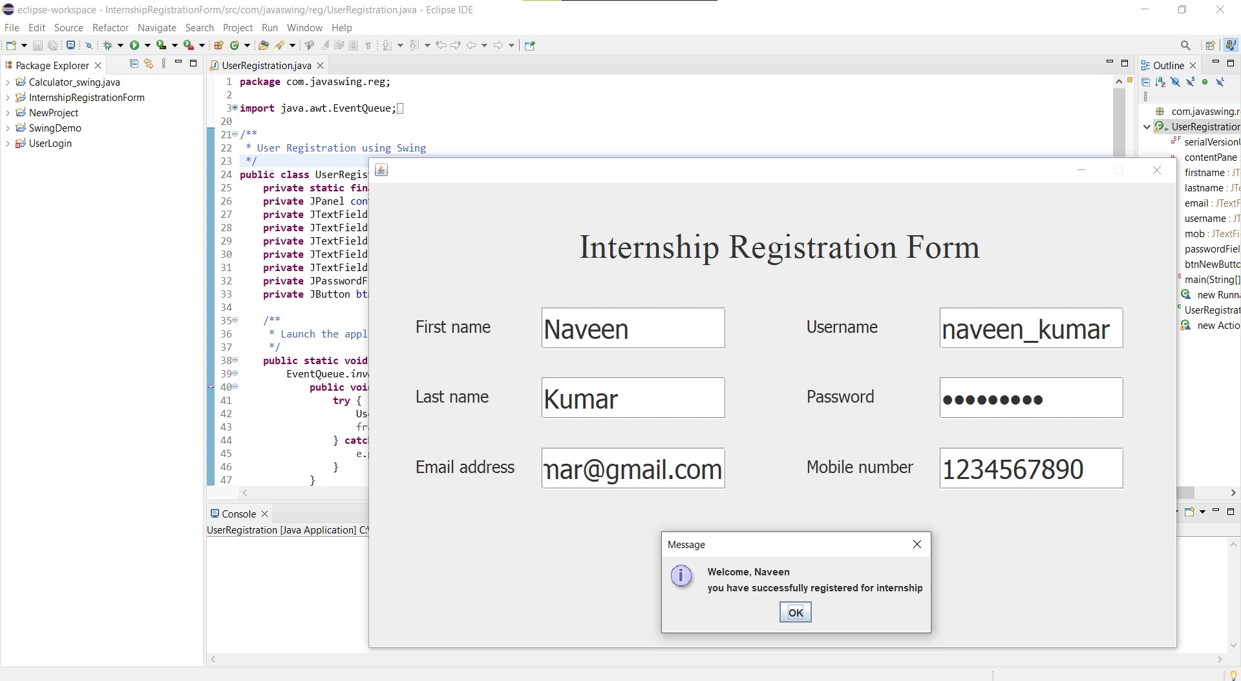 eclipse-workspace - InternshipRegistrationForm/src/com/javaswing/reg/UserRegistration.java - Eclipse IDE
File Edit Source Refactor Navigate Search Project Run Window Help
Package Explorer
Calculator_swing.java
InternshipRegistrationForm
NewProject
SwingDemo
UserLogin
UserRegistration.java
1 package com.javaswing.reg;
2
3 import java.awt.EventQueue;
20
21 /**
22 * User Registration using Swing
23 */
24 public class UserRegis
25 private static fina
26 private JPanel con
27 private JTextField
28 private JTextField
29 private JTextField
30 private JTextField
31 private JTextField
32 private JPasswordF
33 private JButton bt
34
35 /**
36 * Launch the appl
37 */
38 public static void
39 EventQueue.inv
40 public voi
41 try {
42 Use
43 fr
44 } catc
45 e.p
46 }
47 }
Console
UserRegistration [Java Application] C:\
Internship Registration Form
First name Naveen
Username naveen_kumar
Last name Kumar
Password •••••••••
Email address mar@gmail.com
Mobile number 1234567890
Message
Welcome, Naveen
you have successfully registered for internship
OK
Outline
com.javaswing.r
UserRegistration
serialVersionU
contentPane
firstname : JT
lastname : JTe
email : JTextF
username : JT
mob : JTextFi
passwordFiel
btnNewButto
main(String[]
new Runna
UserRegistrat
new Actio